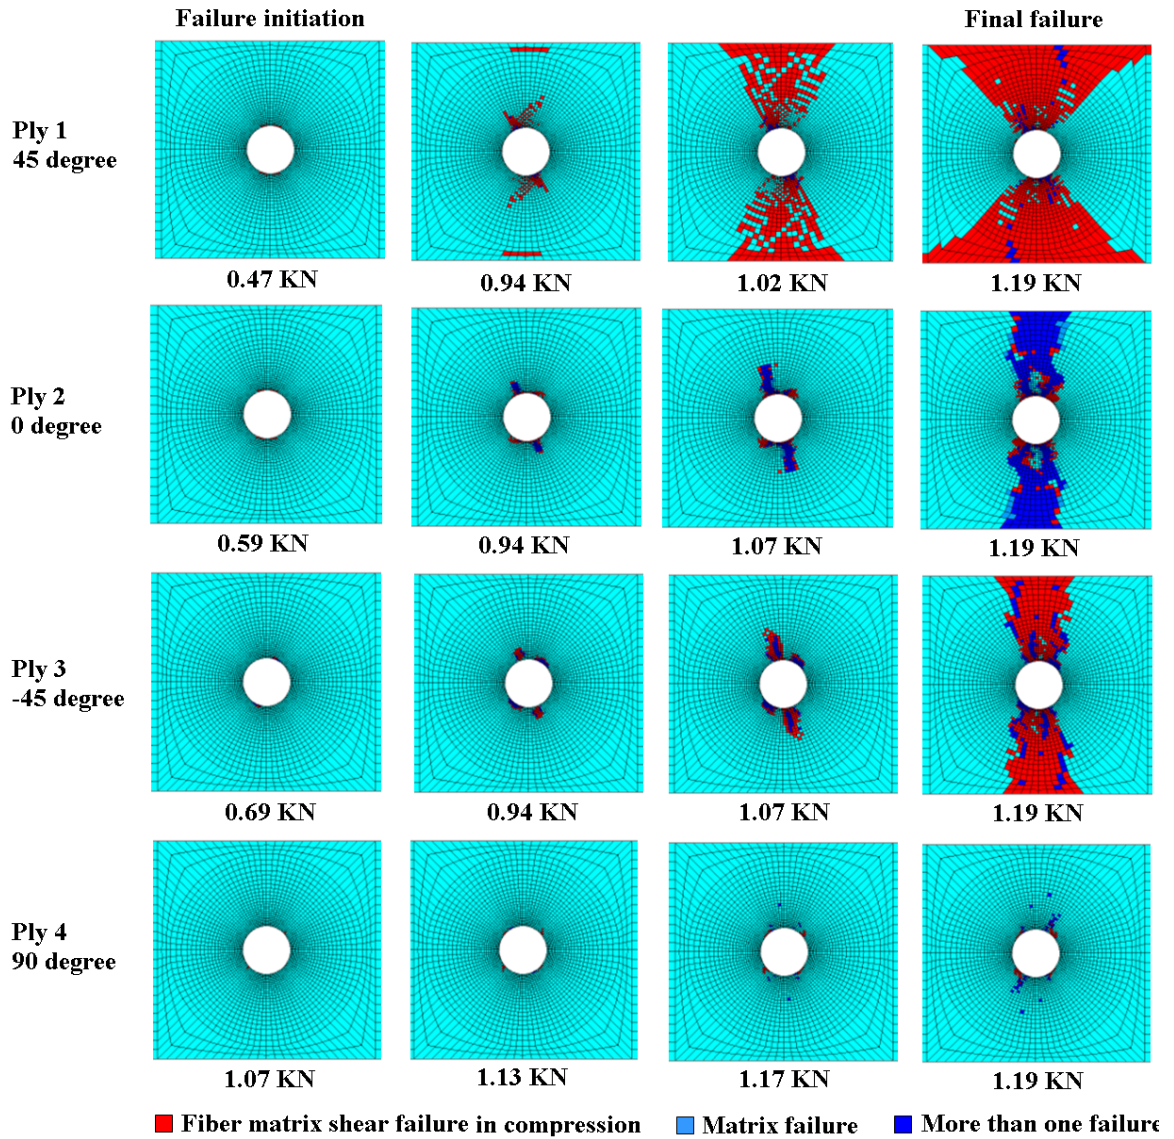 Failure initiation Final failure
Ply 1
45 degree
0.47 KN 0.94 KN 1.02 KN 1.19 KN
Ply 2
0 degree
0.59 KN 0.94 KN 1.07 KN 1.19 KN
Ply 3
-45 degree
0.69 KN 0.94 KN 1.07 KN 1.19 KN
Ply 4
90 degree
1.07 KN 1.13 KN 1.17 KN 1.19 KN
Fiber matrix shear failure in compression Matrix failure More than one failure